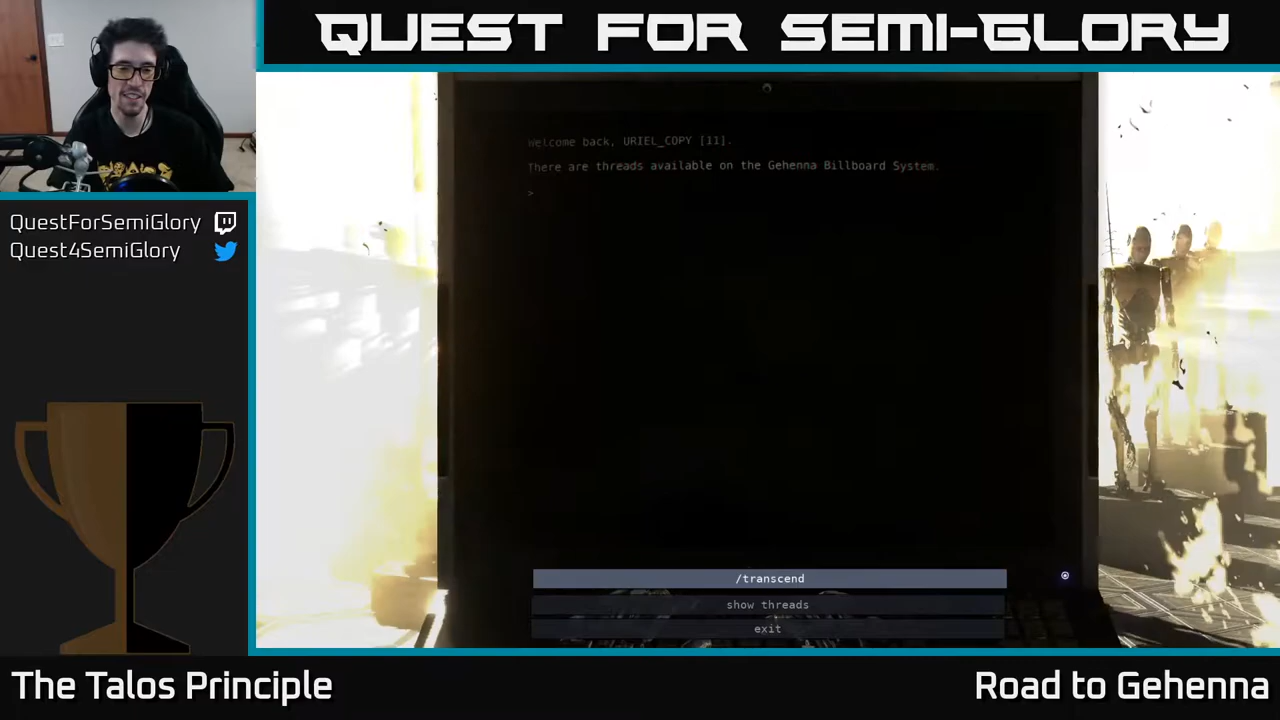 QUEST FOR SEMI-GLORY
QuestForSemiGlory
Quest4SemiGlory
Welcome back, URIEL_COPY [11].
There are threads available on the Gehenna Billboard System.
>
/transcend
show threads
exit
The Talos Principle
Road to Gehenna